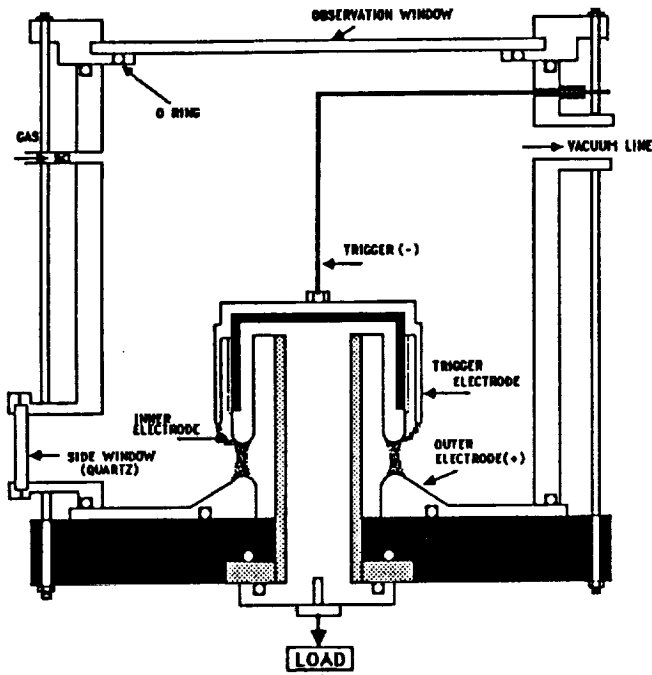 OBSERVATION WINDOW
O RING
GAS
VACUUM LINE
TRIGGER (-)
TRIGGER
ELECTRODE
INNER
ELECTRODE
OUTER
ELECTRODE(+)
SIDE WINDOW
(QUARTZ)
LOAD